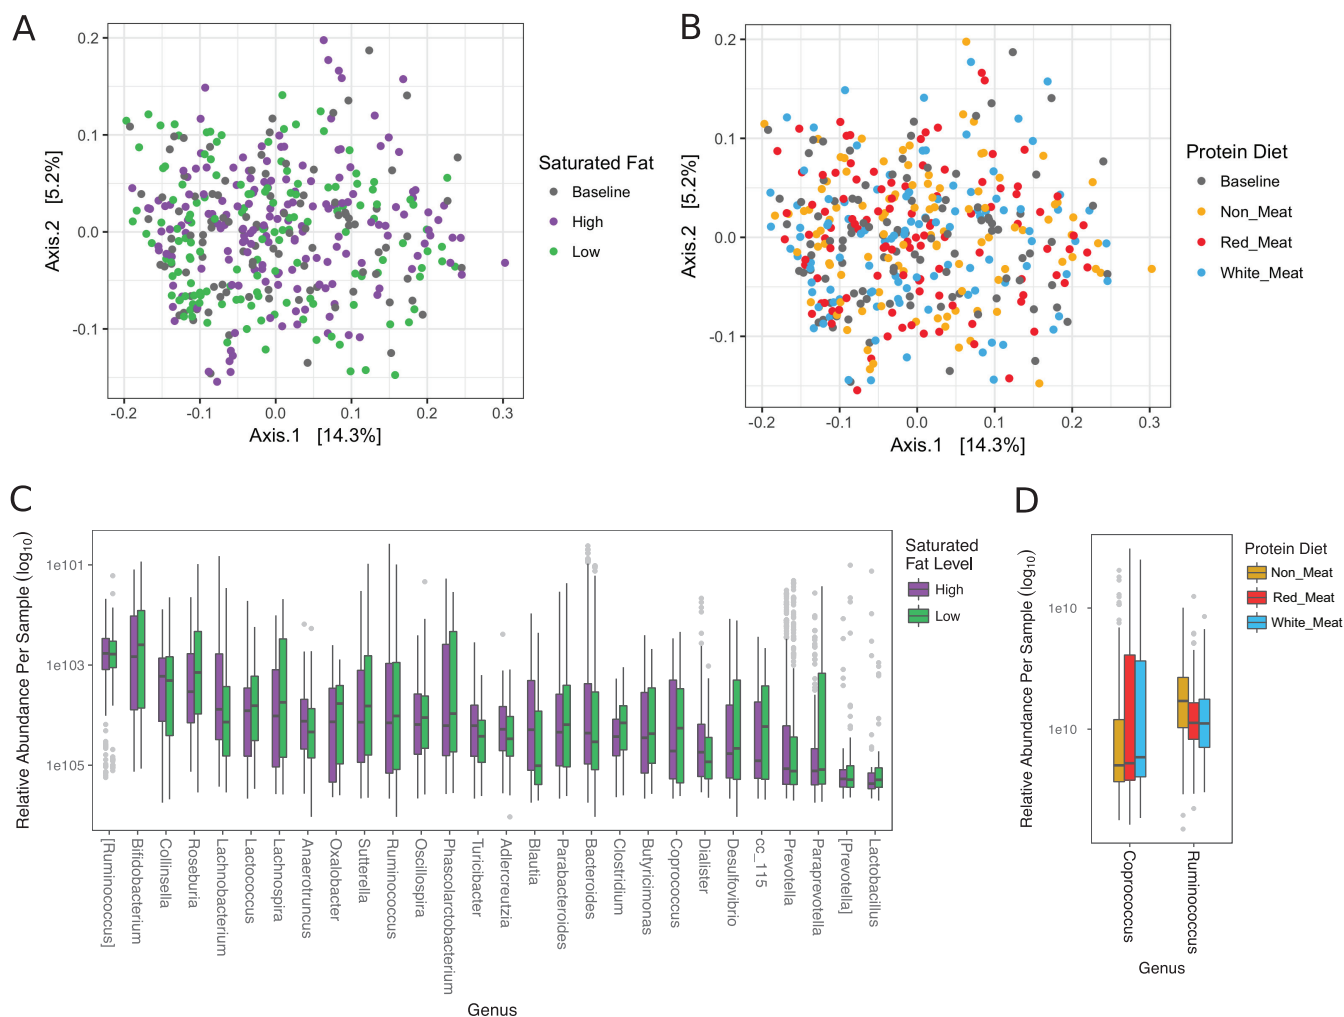 A
0.2
0.1
0.0
-0.1
Axis.2 [5.2%]
-0.2
-0.1
0.0
0.1
0.2
0.3
Axis.1 [14.3%]
Saturated Fat
Baseline
High
Low
B
0.2
0.1
0.0
-0.1
Axis.2 [5.2%]
-0.2
-0.1
0.0
0.1
0.2
0.3
Axis.1 [14.3%]
Protein Diet
Baseline
Non_Meat
Red_Meat
White_Meat
C
Relative Abundance Per Sample (log10)
1e101
1e103
1e105
[Ruminococcus]
Bifidobacterium
Collinsella
Roseburia
Lachnobacterium
Lactococcus
Lachnospira
Anaerotruncus
Oxalobacter
Sutterella
Ruminococcus
Oscillospira
Phascolarctobacterium
Turicibacter
Adlercreutzia
Blautia
Parabacteroides
Bacteroides
Clostridium
Butyricimonas
Coprococcus
Dialister
Desulfovibrio
cc_115
Prevotella
Paraprevotella
[Prevotella]
Lactobacillus
Genus
Saturated
Fat Level
High
Low
D
Relative Abundance Per Sample (log10)
1e10
1e10
Coprococcus
Ruminococcus
Genus
Protein Diet
Non_Meat
Red_Meat
White_Meat